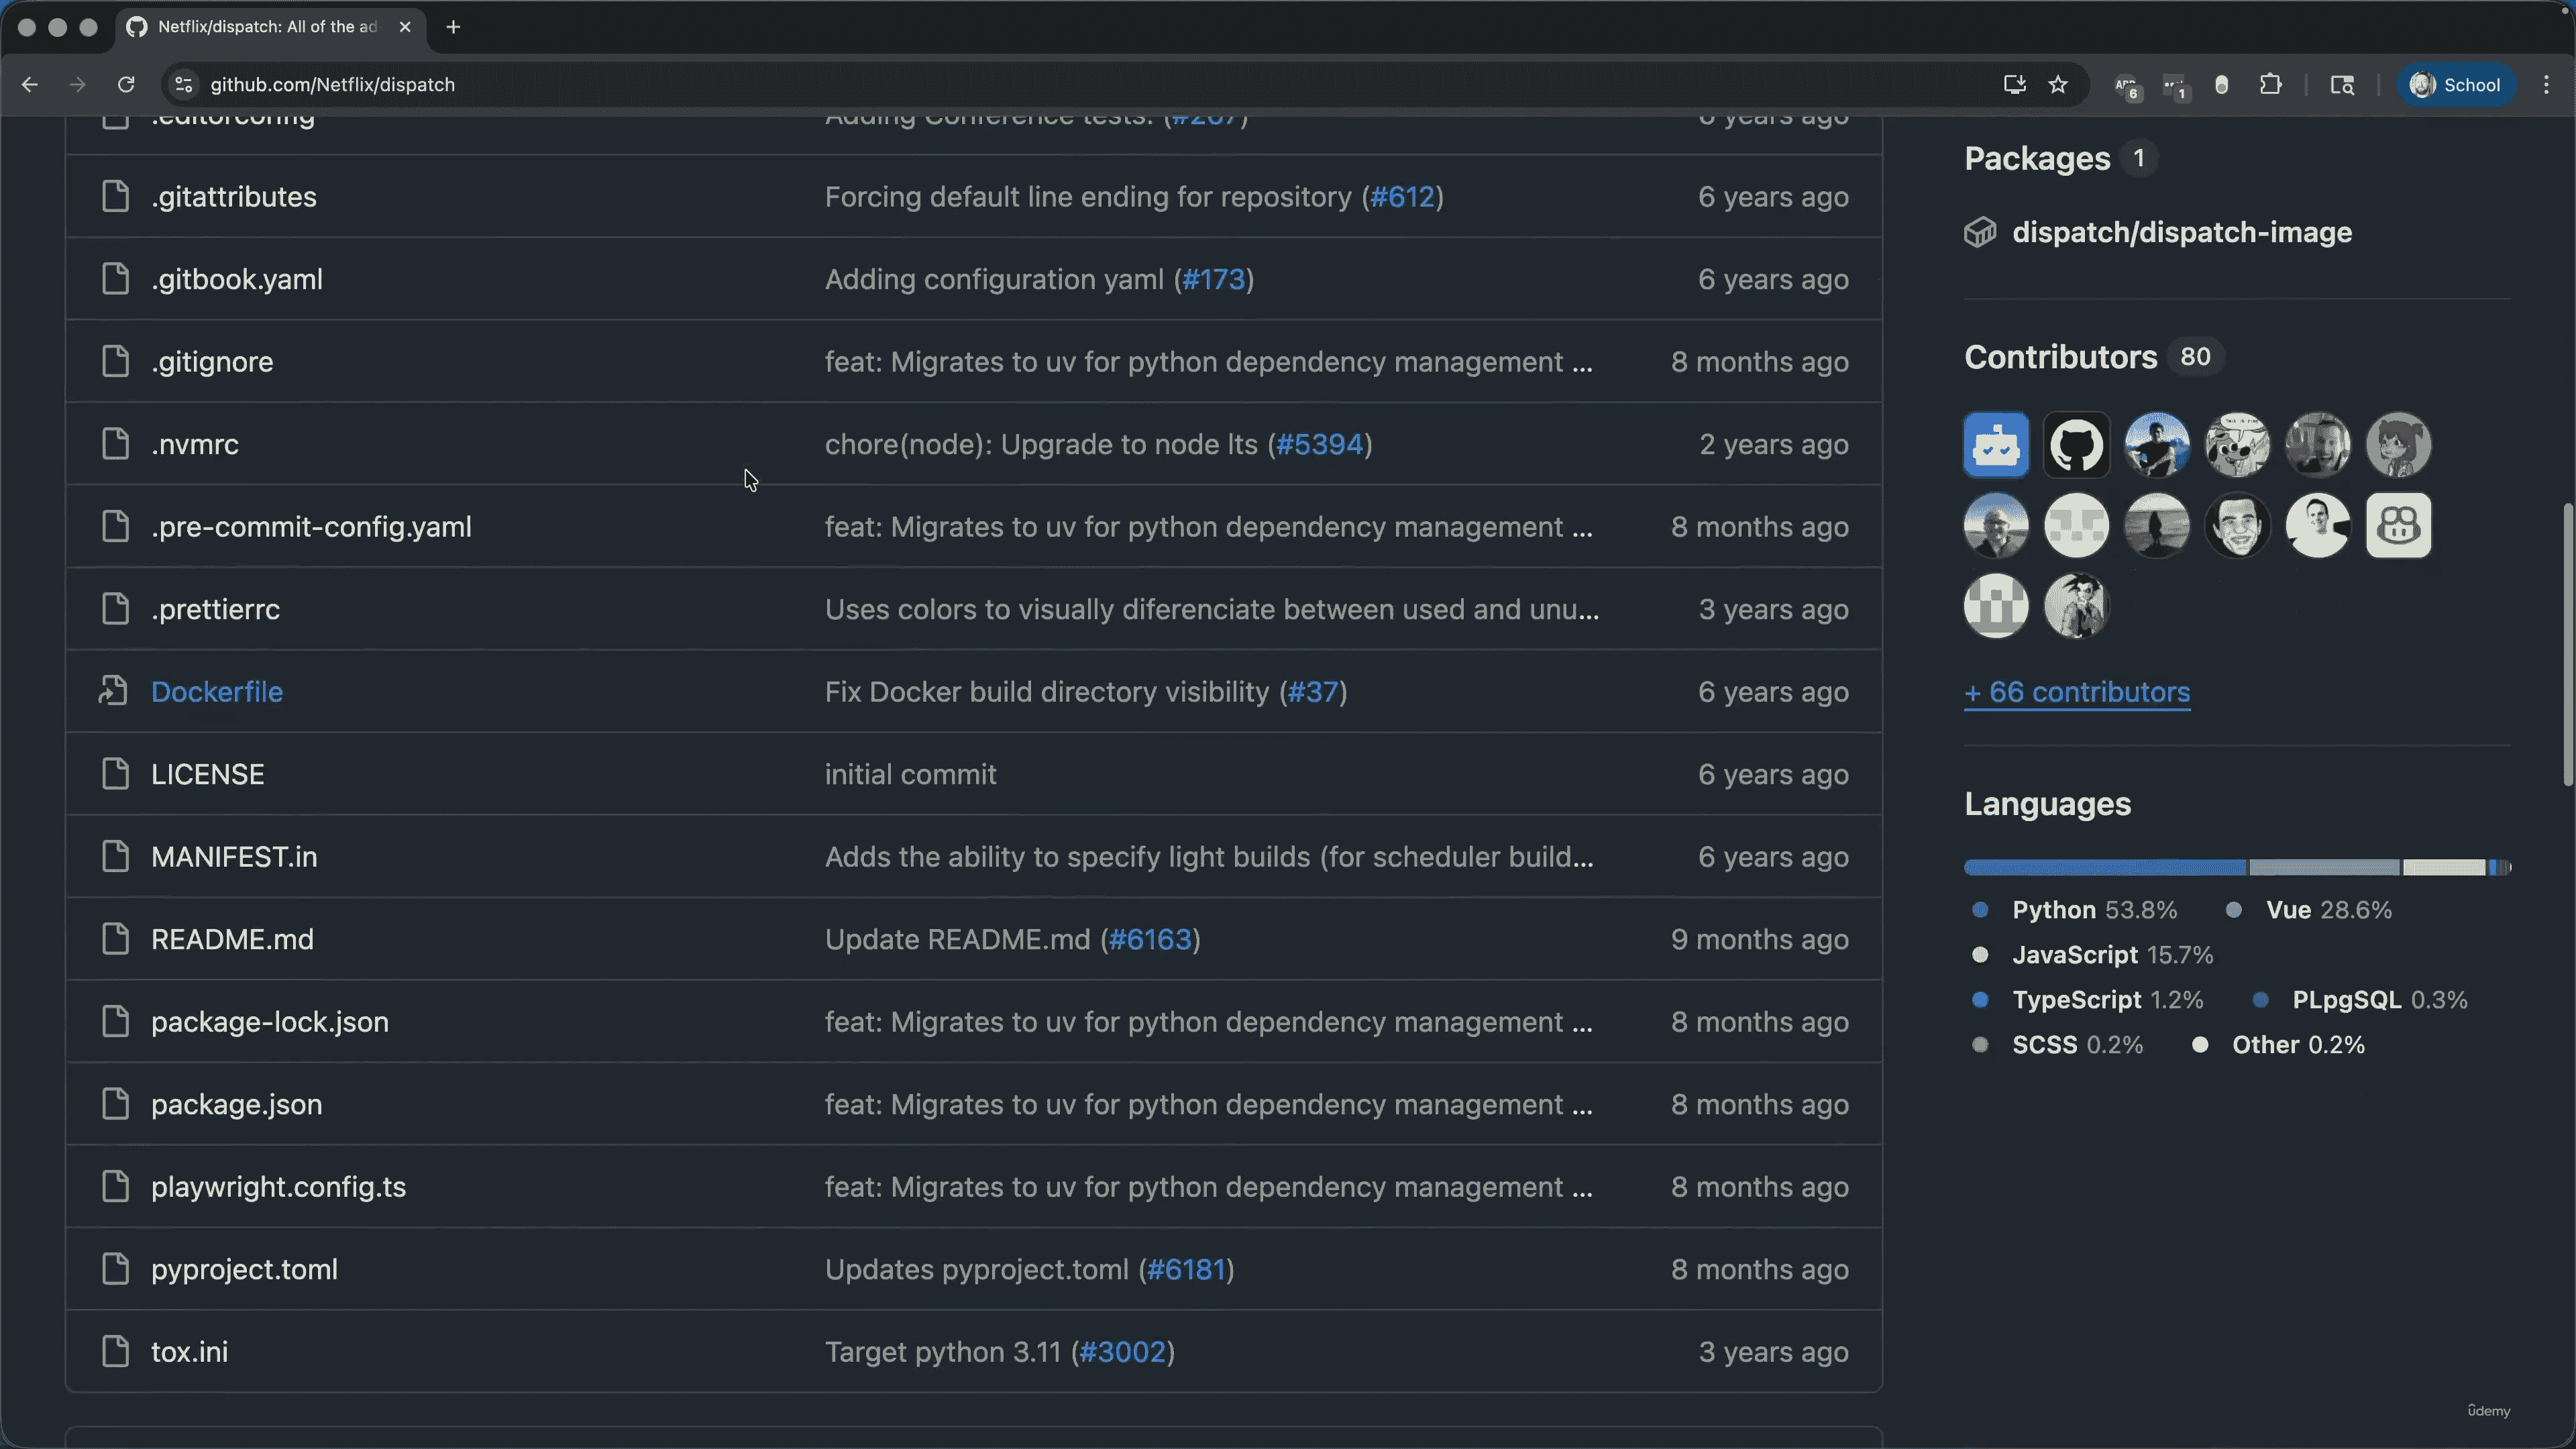 Netflix/dispatch: All of the ad
github.com/Netflix/dispatch
6
1
School
.editorconfig Adding Conference tests. (#267) 6 years ago
.gitattributes Forcing default line ending for repository (#612) 6 years ago
.gitbook.yaml Adding configuration yaml (#173) 6 years ago
.gitignore feat: Migrates to uv for python dependency management ... 8 months ago
.nvmrc chore(node): Upgrade to node lts (#5394) 2 years ago
.pre-commit-config.yaml feat: Migrates to uv for python dependency management ... 8 months ago
.prettierrc Uses colors to visually diferenciate between used and unu... 3 years ago
Dockerfile Fix Docker build directory visibility (#37) 6 years ago
LICENSE initial commit 6 years ago
MANIFEST.in Adds the ability to specify light builds (for scheduler build... 6 years ago
README.md Update README.md (#6163) 9 months ago
package-lock.json feat: Migrates to uv for python dependency management ... 8 months ago
package.json feat: Migrates to uv for python dependency management ... 8 months ago
playwright.config.ts feat: Migrates to uv for python dependency management ... 8 months ago
pyproject.toml Updates pyproject.toml (#6181) 8 months ago
tox.ini Target python 3.11 (#3002) 3 years ago
Packages 1
dispatch/dispatch-image
Contributors 80
+ 66 contributors
Languages
Python 53.8% Vue 28.6%
JavaScript 15.7%
TypeScript 1.2% PLpgSQL 0.3%
SCSS 0.2% Other 0.2%
ûdemy